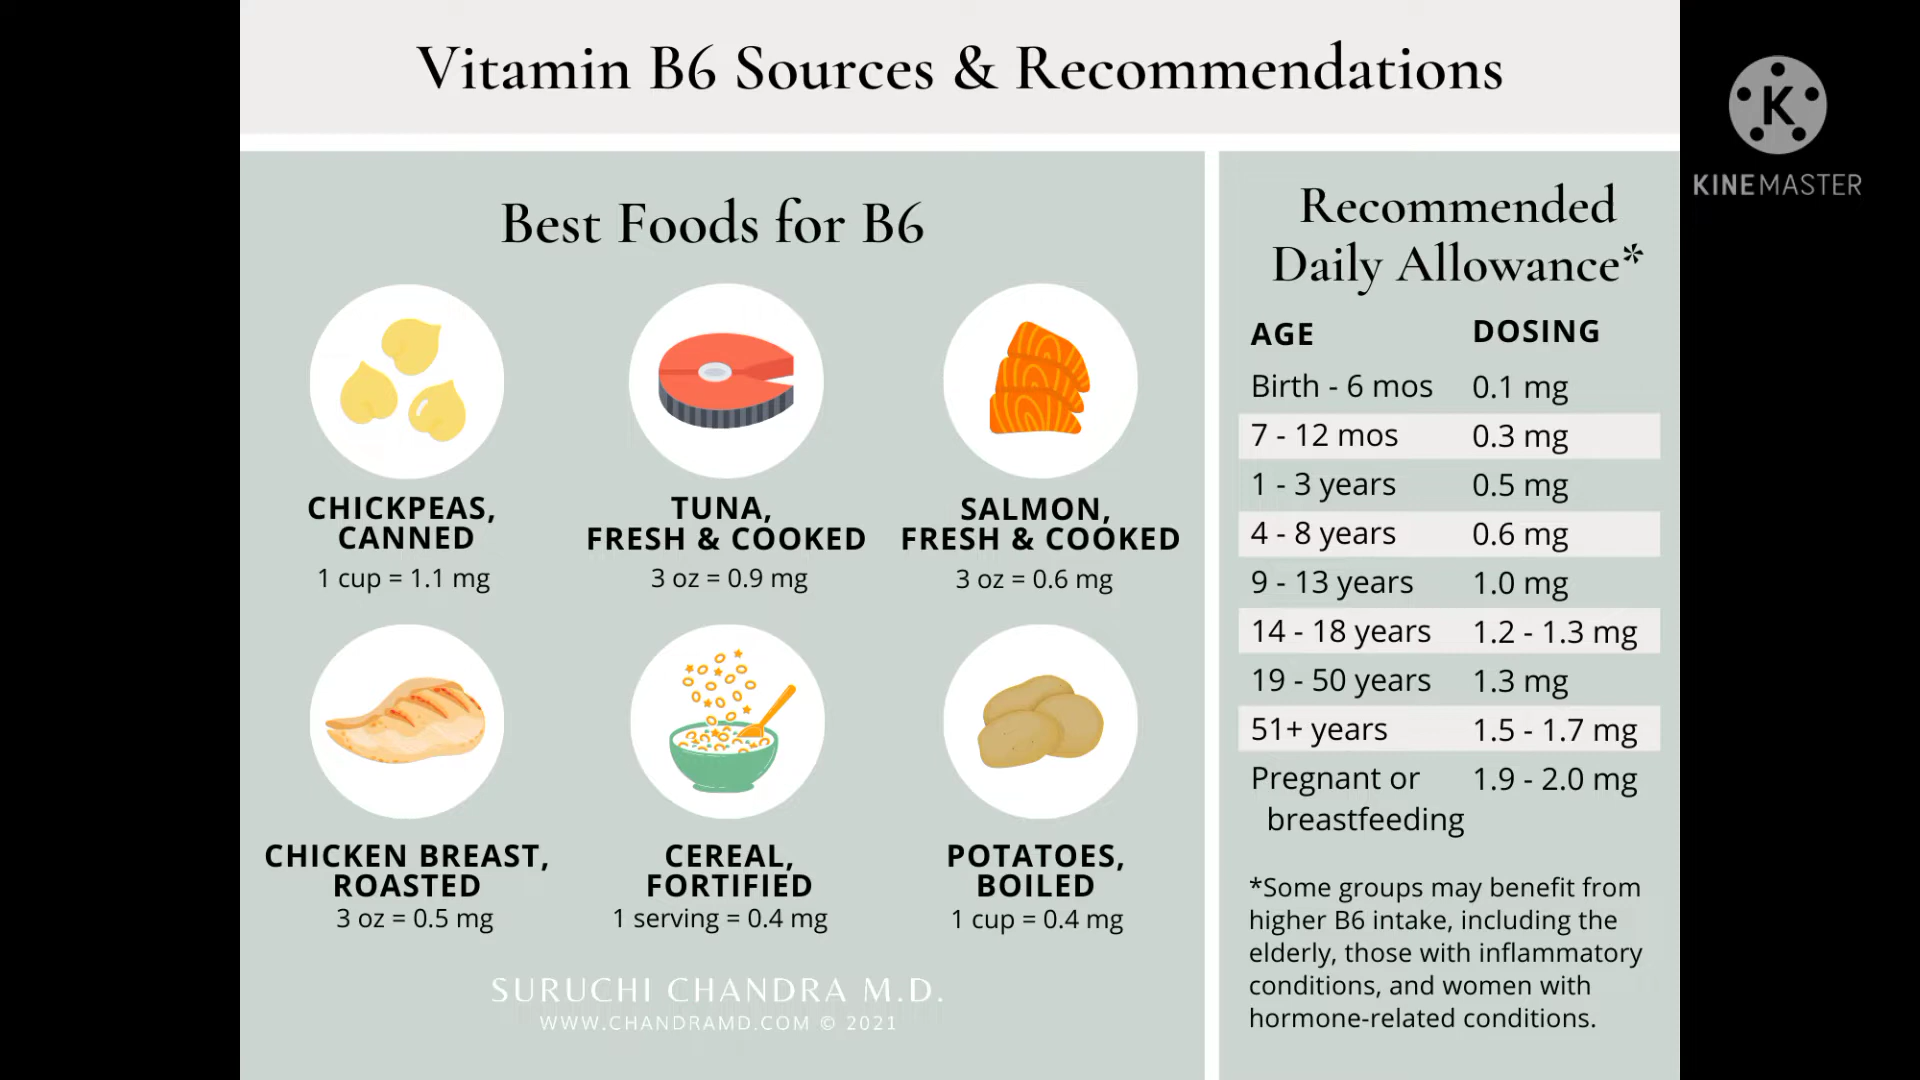 Vitamin B6 Sources & Recommendations
Best Foods for B6
CHICKPEAS,
CANNED
1 cup = 1.1 mg
TUNA,
FRESH & COOKED
3 oz = 0.9 mg
SALMON,
FRESH & COOKED
3 oz = 0.6 mg
CHICKEN BREAST,
ROASTED
3 oz = 0.5 mg
CEREAL,
FORTIFIED
1 serving = 0.4 mg
POTATOES,
BOILED
1 cup = 0.4 mg
SURUCHI CHANDRA M.D.
WWW.CHANDRAMD.COM © 2021
Recommended
Daily Allowance*
AGE DOSING
Birth - 6 mos 0.1 mg
7 - 12 mos 0.3 mg
1 - 3 years 0.5 mg
4 - 8 years 0.6 mg
9 - 13 years 1.0 mg
14 - 18 years 1.2 - 1.3 mg
19 - 50 years 1.3 mg
51+ years 1.5 - 1.7 mg
Pregnant or 1.9 - 2.0 mg
breastfeeding
*Some groups may benefit from
higher B6 intake, including the
elderly, those with inflammatory
conditions, and women with
hormone-related conditions.
K
KINEMASTER